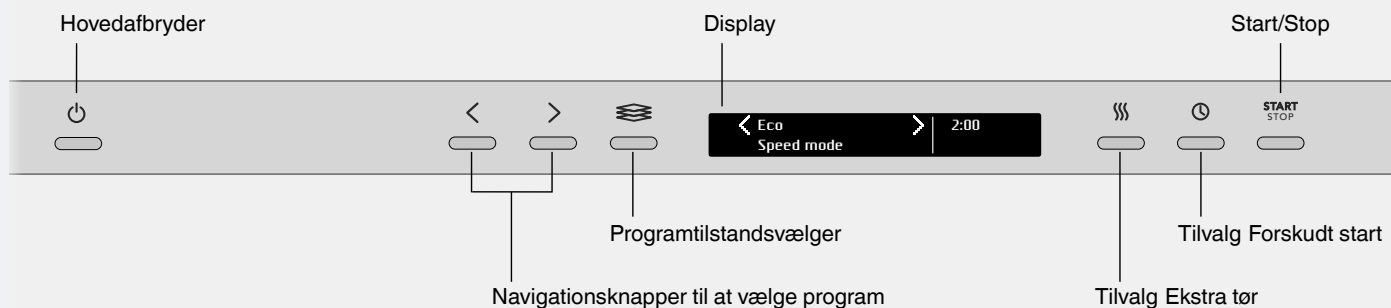 Hovedafbryder
Display
Start/Stop
START
STOP
Eco 2:00
Speed mode
Programtilstandsvælger
Tilvalg Forskudt start
Navigationsknapper til at vælge program
Tilvalg Ekstra tør